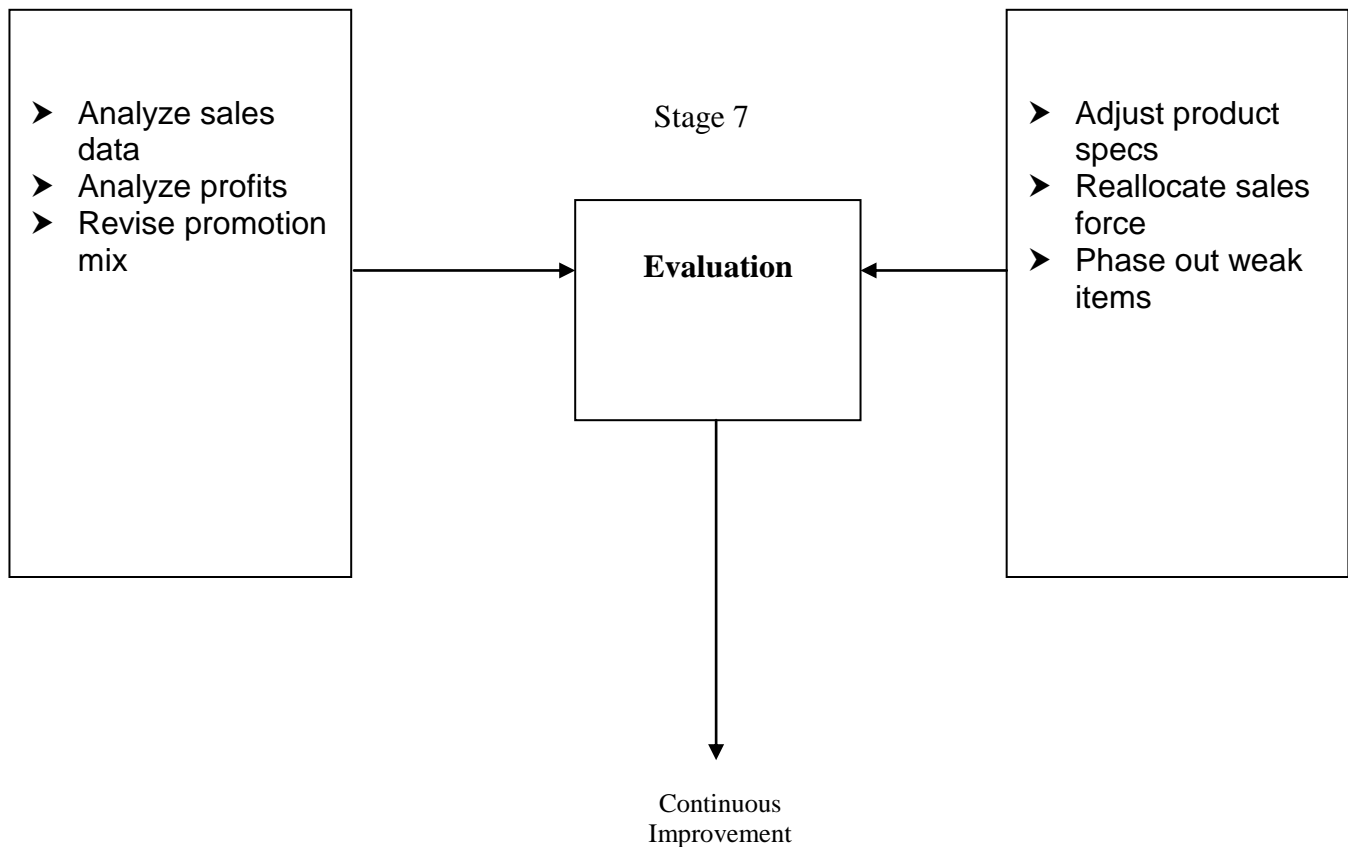 ➤ Analyze sales
data
➤ Analyze profits
➤ Revise promotion
mix
Stage 7
Evaluation
➤ Adjust product
specs
➤ Reallocate sales
force
➤ Phase out weak
items
Continuous
Improvement